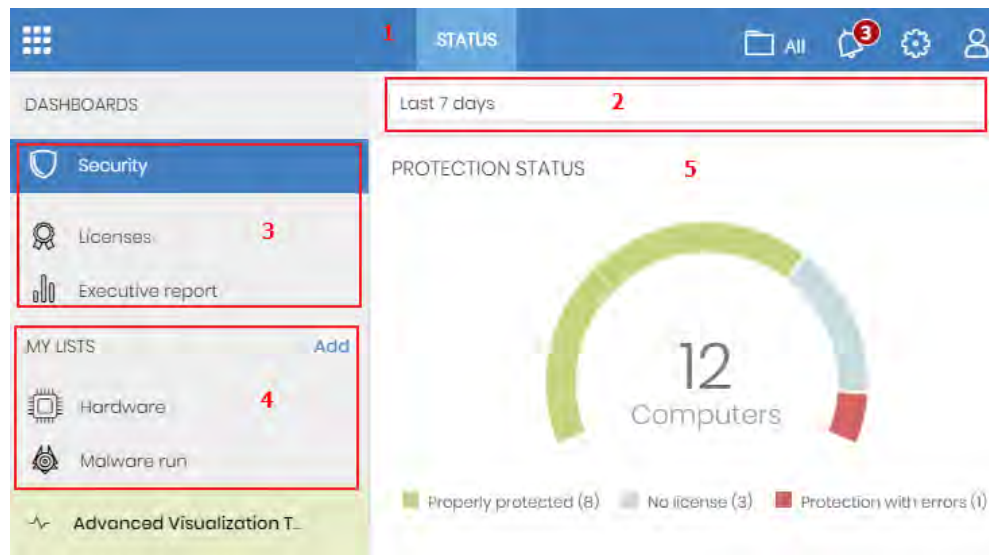 1 STATUS All 3
DASHBOARDS
Last 7 days 2
Security
PROTECTION STATUS 5
Licenses 3
Executive report
MY LISTS Add
Hardware 4
Malware run
Advanced Visualization T...
12
Computers
Properly protected (8) No license (3) Protection with errors (1)